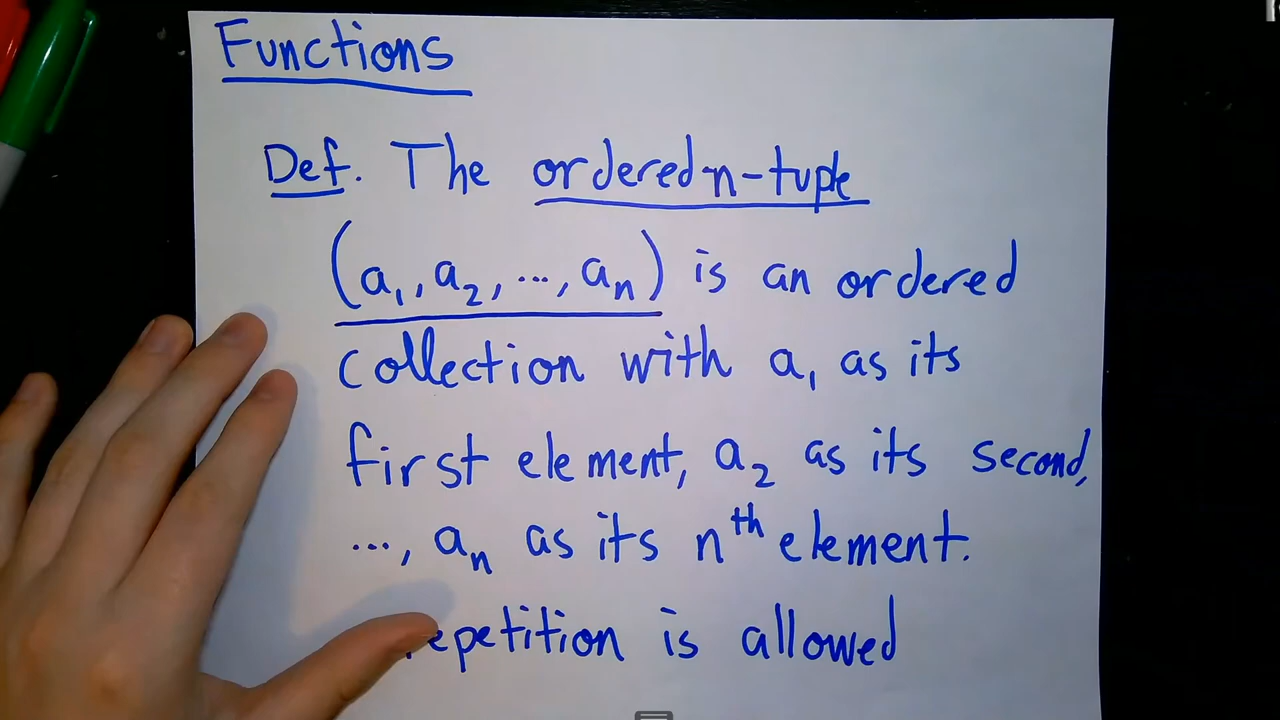 Functions
Def. The ordered n-tuple
(a₁, a₂, ..., aₙ) is an ordered
collection with a₁ as its
first element, a₂ as its second,
..., aₙ as its nᵗʰ element.
repetition is allowed